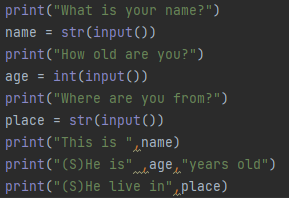 print("What is your name?")
name = str(input())
print("How old are you?")
age = int(input())
print("Where are you from?")
place = str(input())
print("This is ",name)
print("(S)He is" ,age,"years old")
print("(S)He live in",place)